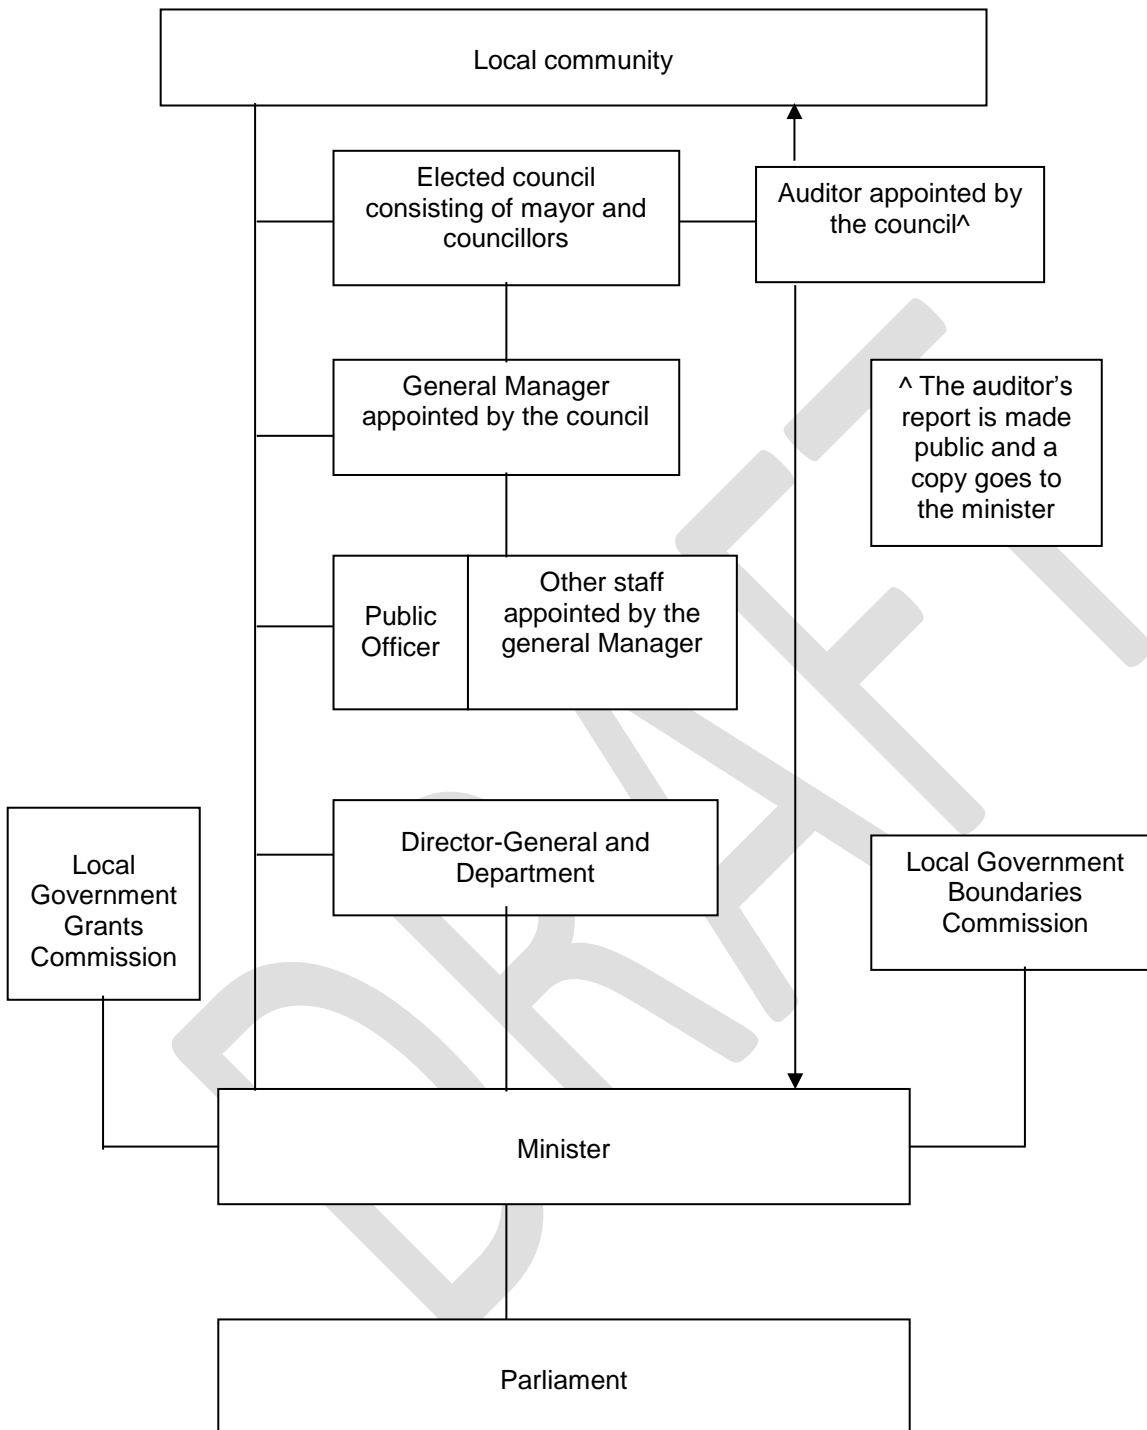 Local community
Elected council
consisting of mayor and
councillors
Auditor appointed by
the council^
General Manager
appointed by the council
^ The auditor's
report is made
public and a
copy goes to
the minister
Public
Officer
Other staff
appointed by the
general Manager
Local
Government
Grants
Commission
Director-General and
Department
Local Government
Boundaries
Commission
Minister
Parliament
DRAFT